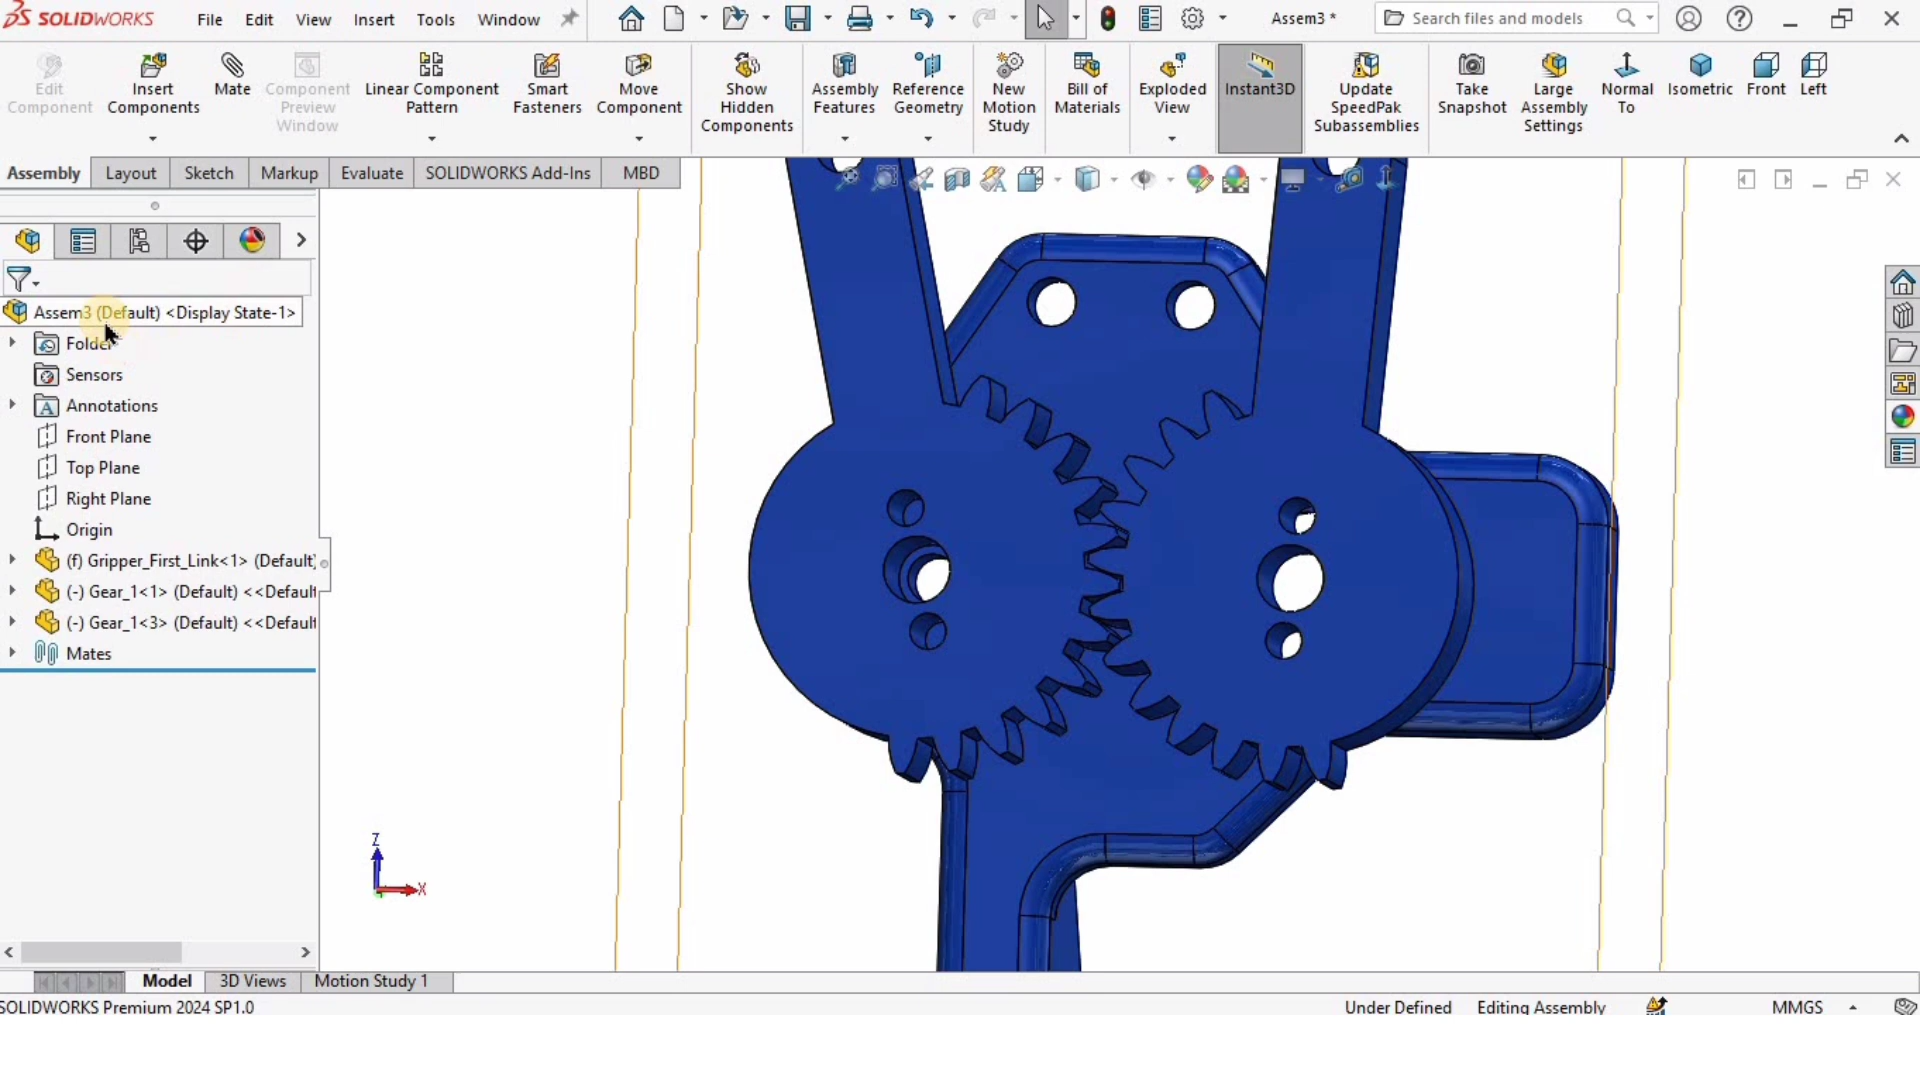 SOLIDWORKS
File Edit View Insert Tools Window
Assem3 *
Search files and models
Edit Component
Insert Components
Mate
Component Preview Window
Linear Component Pattern
Smart Fasteners
Move Component
Show Hidden Components
Assembly Features
Reference Geometry
New Motion Study
Bill of Materials
Exploded View
Instant3D
Update SpeedPak Subassemblies
Take Snapshot
Large Assembly Settings
Normal To
Isometric
Front
Left
Assembly Layout Sketch Markup Evaluate SOLIDWORKS Add-Ins MBD
Assem3 (Default) <Display State-1>
Folder
Sensors
Annotations
Front Plane
Top Plane
Right Plane
Origin
(f) Gripper_First_Link<1> (Default)
(-) Gear_1<1> (Default) <<Default
(-) Gear_1<3> (Default) <<Default
Mates
Z
X
Model 3D Views Motion Study 1
SOLIDWORKS Premium 2024 SP1.0
Under Defined Editing Assembly MMGS